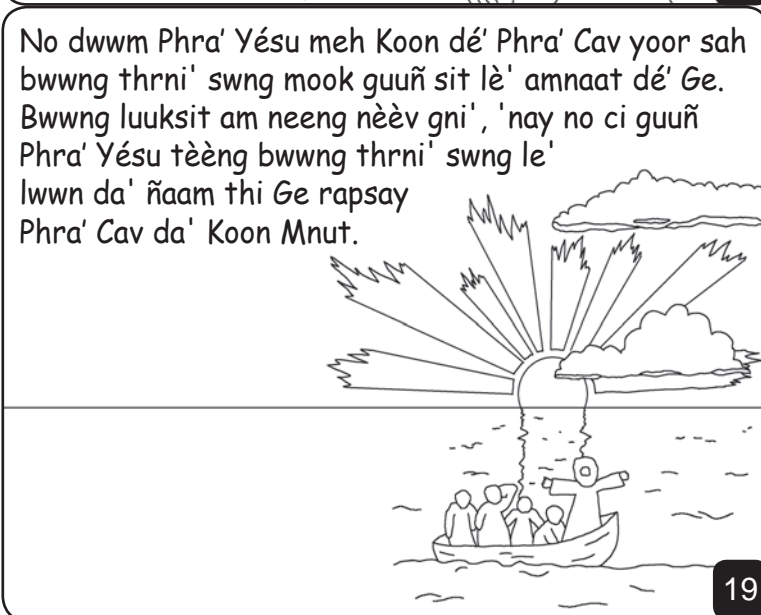 No dwwm Phra' Yésu meh Koon dé' Phra' Cav yoor sah
bwwng thrni' swng mook guuñ sit lè' amnaat dé' Ge.
Bwwng luuksit am neeng nèèv gni', 'nay no ci guuñ
Phra' Yésu tèèng bwwng thrni' swng le'
lwwn da' ñaam thi Ge rapsay
Phra' Cav da' Koon Mnut.
19